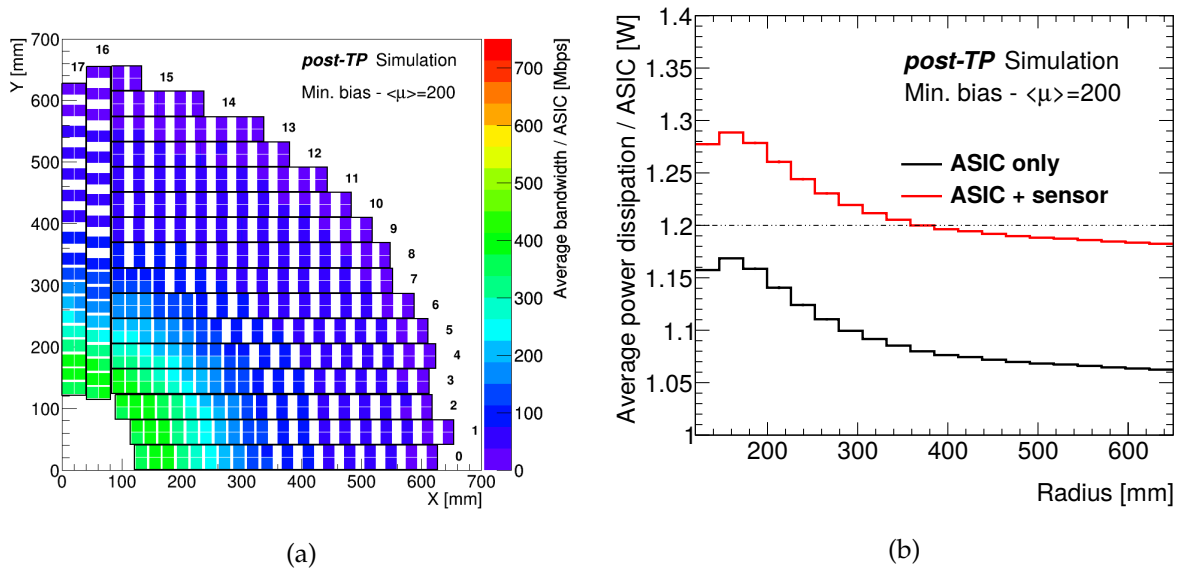 Y [mm]
700
600
500
400
300
200
100
0
17
16
15
14
13
12
11
10
9
8
7
6
5
4
3
2
1
0
post-TP Simulation
Min. bias - <μ>=200
0 100 200 300 400 500 600 700
X [mm]
700
600
500
400
300
200
100
0
Average bandwidth / ASIC [Mbps]
(a)
Average power dissipation / ASIC [W]
1.4
1.35
1.3
1.25
1.2
1.15
1.1
1.05
1
post-TP Simulation
Min. bias - <μ>=200
ASIC only
ASIC + sensor
200 300 400 500 600
Radius [mm]
(b)